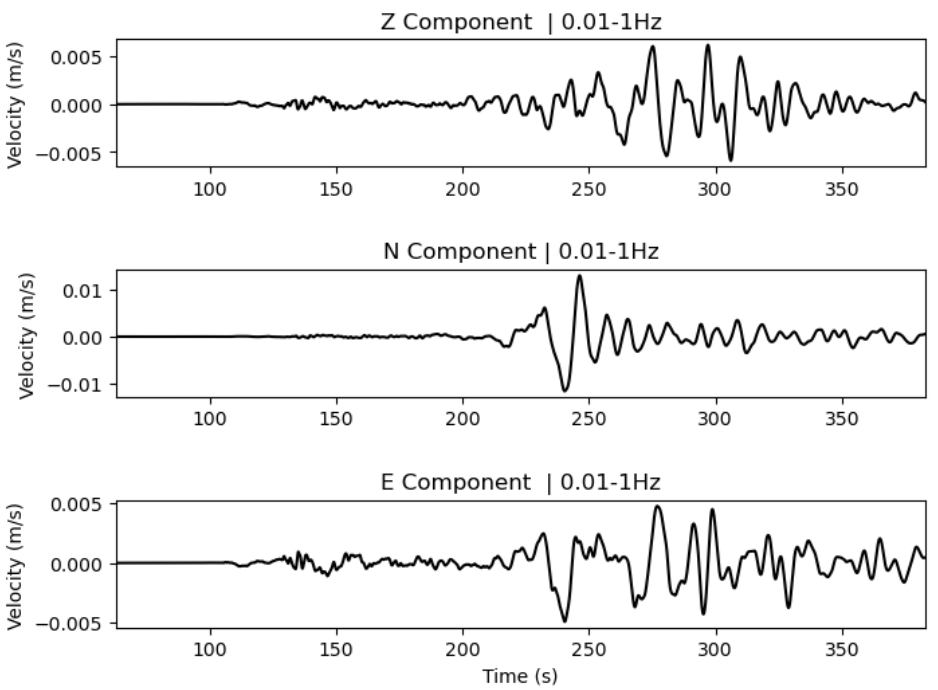 Z Component | 0.01-1Hz
Velocity (m/s)
0.005
0.000
−0.005
100 150 200 250 300 350
N Component | 0.01-1Hz
Velocity (m/s)
0.01
0.00
−0.01
100 150 200 250 300 350
E Component | 0.01-1Hz
Velocity (m/s)
0.005
0.000
−0.005
100 150 200 250 300 350
Time (s)